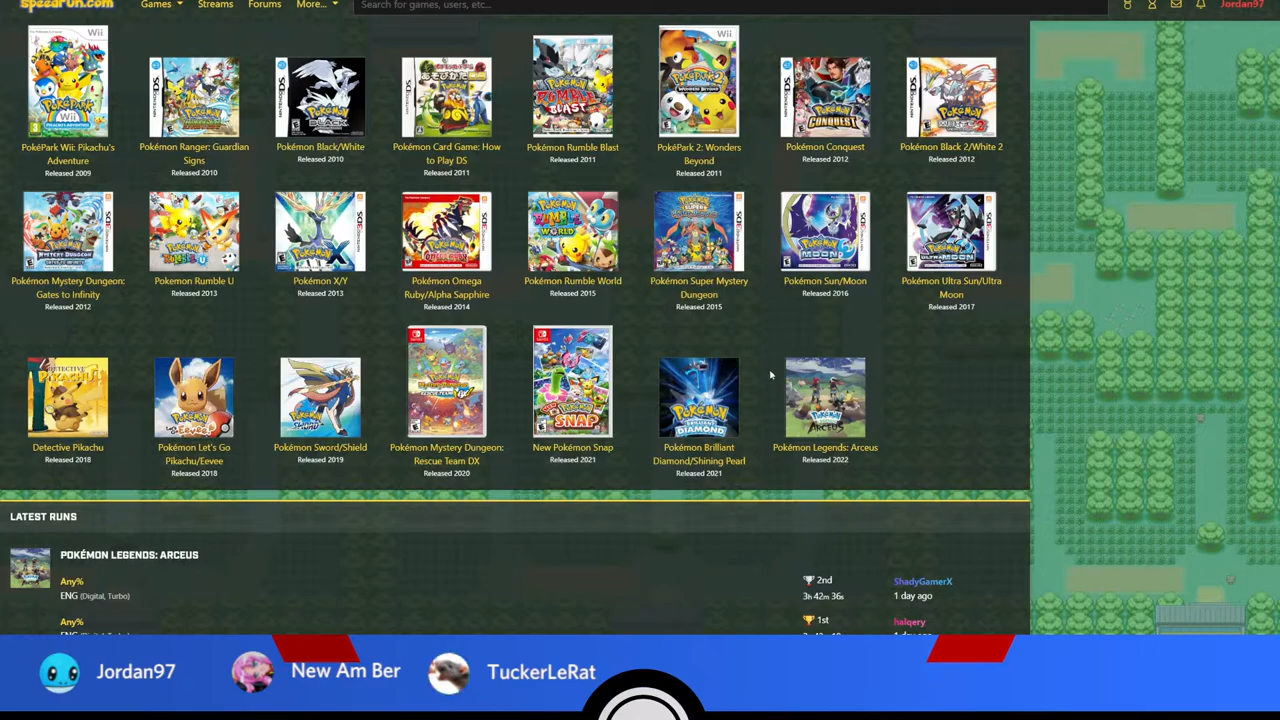 speedrun.com Games Streams Forums More... Search for games, users, etc... Jordan97
PokéPark Wii: Pikachu's
Adventure
Released 2009
Pokémon Ranger: Guardian
Signs
Released 2010
Pokémon Black/White
Released 2010
Pokémon Card Game: How
to Play DS
Released 2011
Pokémon Rumble Blast
Released 2011
PokéPark 2: Wonders
Beyond
Released 2011
Pokémon Conquest
Released 2012
Pokémon Black 2/White 2
Released 2012
Pokémon Mystery Dungeon:
Gates to Infinity
Released 2012
Pokémon Rumble U
Released 2013
Pokémon X/Y
Released 2013
Pokémon Omega
Ruby/Alpha Sapphire
Released 2014
Pokémon Rumble World
Released 2015
Pokémon Super Mystery
Dungeon
Released 2015
Pokémon Sun/Moon
Released 2016
Pokémon Ultra Sun/Ultra
Moon
Released 2017
Detective Pikachu
Released 2018
Pokémon Let's Go
Pikachu/Eevee
Released 2018
Pokémon Sword/Shield
Released 2019
Pokémon Mystery Dungeon:
Rescue Team DX
Released 2020
New Pokémon Snap
Released 2021
Pokémon Brilliant
Diamond/Shining Pearl
Released 2021
Pokémon Legends: Arceus
Released 2022
LATEST RUNS
POKÉMON LEGENDS: ARCEUS
Any% 2nd ShadyGamerX
ENG (Digital, Turbo) 3h 42m 36s 1 day ago
Any% 1st halqery
Jordan97 New Am Ber TuckerLeRat